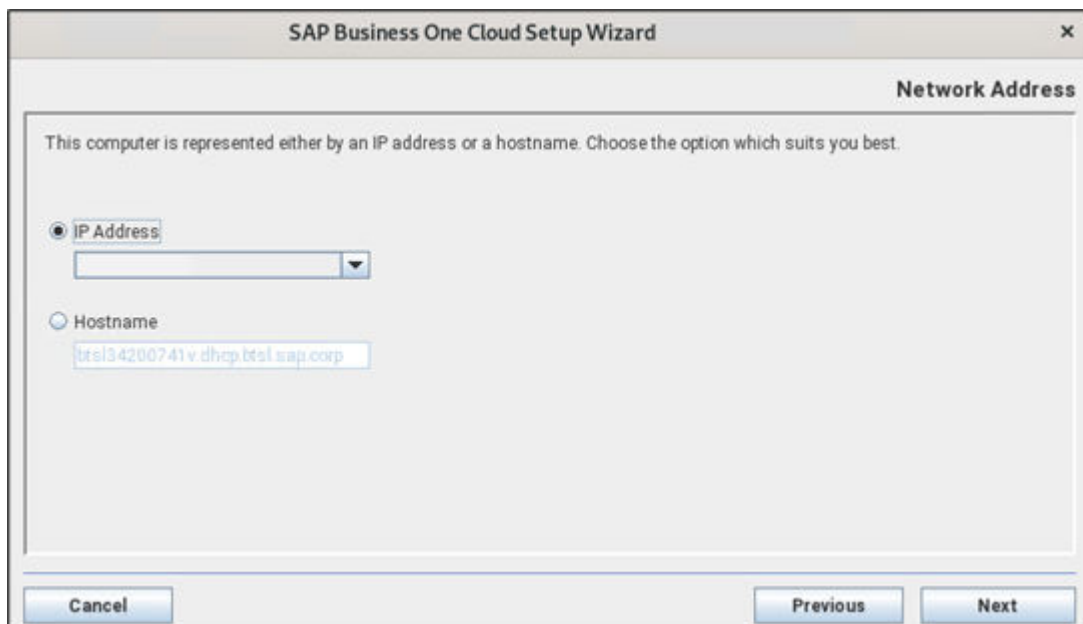 SAP Business One Cloud Setup Wizard
Network Address
This computer is represented either by an IP address or a hostname. Choose the option which suits you best.
IP Address
Hostname
btsl34200741v.dhcp.btsl.sap.corp
Cancel
Previous
Next